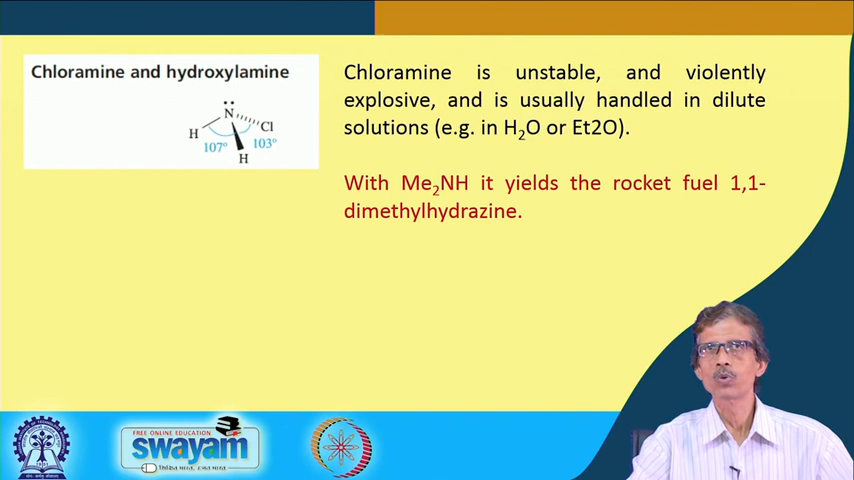 Chloramine and hydroxylamine
N
H
Cl
107° 103°
H
Chloramine is unstable, and violently
explosive, and is usually handled in dilute
solutions (e.g. in H₂O or Et2O).
With Me₂NH it yields the rocket fuel 1,1-
dimethylhydrazine.
FREE ONLINE EDUCATION
swayam